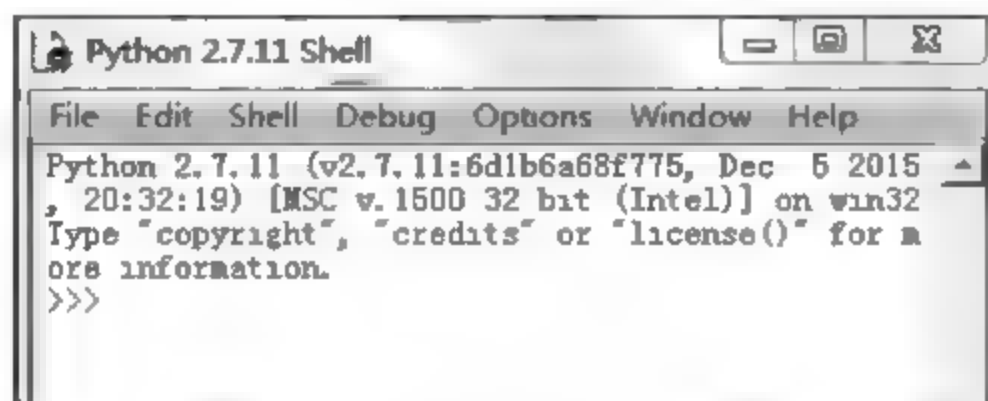 Python 2.7.11 Shell
File Edit Shell Debug Options Window Help
Python 2.7.11 (v2.7.11:6d1b6a68f775, Dec  5 2015
, 20:32:19) [MSC v.1500 32 bit (Intel)] on win32
Type "copyright", "credits" or "license()" for m
ore information.
>>>